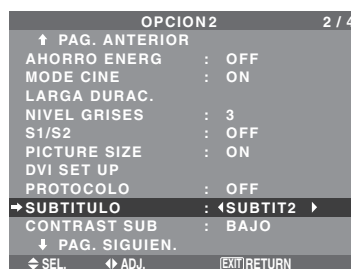 OPCION2 2/4
↑ PAG. ANTERIOR
AHORRO ENERG : OFF
MODE CINE : ON
LARGA DURAC.
NIVEL GRISES : 3
S1/S2 : OFF
PICTURE SIZE : ON
DVI SET UP
PROTOCOLO : OFF
→SUBTITULO : ◀SUBTIT2 ▶
CONTRAST SUB : BAJO
↓ PAG. SIGUIEN.
◆SEL. ◀▶ADJ. EXIT RETURN